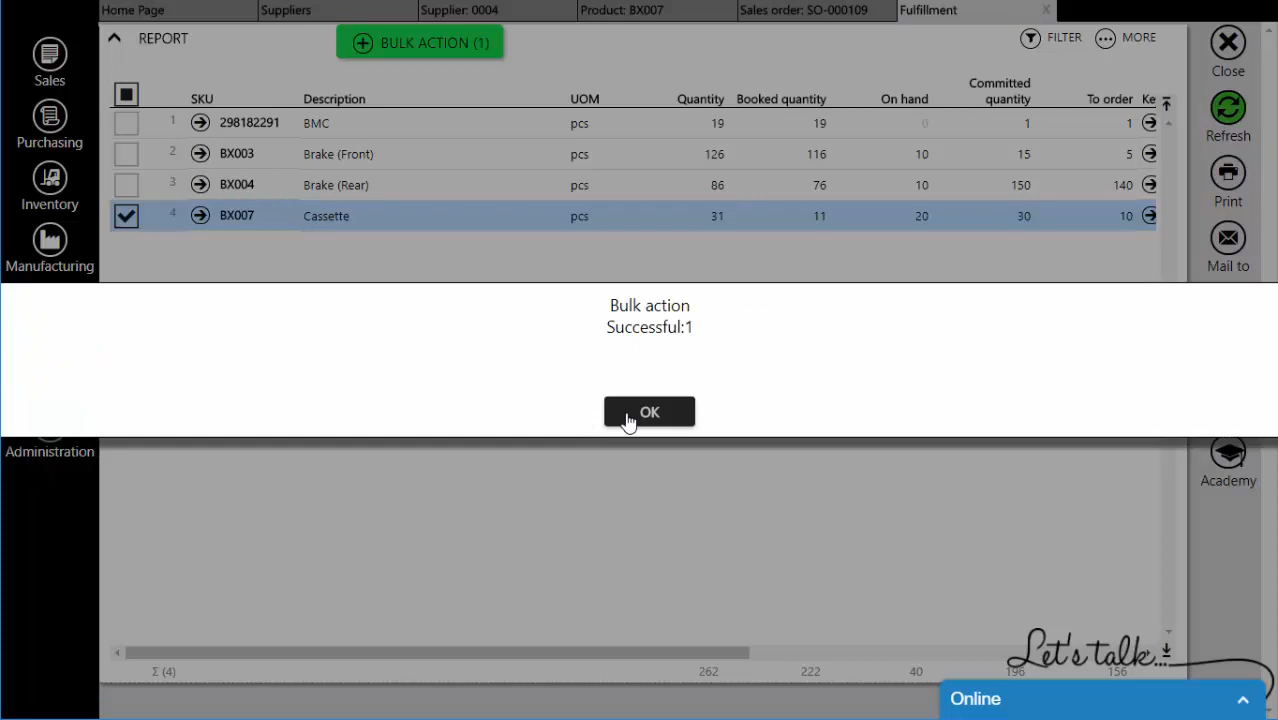 Home Page
Suppliers
Supplier: 0004
Product: BX007
Sales order: SO-000109
Fulfillment
X
REPORT
BULK ACTION (1)
FILTER
MORE
SKU Description UOM Quantity Booked quantity On hand Committed quantity To order Ke
1 298182291 BMC pcs 19 19 0 1 1
2 BX003 Brake (Front) pcs 126 116 10 15 5
3 BX004 Brake (Rear) pcs 86 76 10 150 140
4 BX007 Cassette pcs 31 11 20 30 10
Sales
Purchasing
Inventory
Manufacturing
Administration
Close
Refresh
Print
Mail to
Academy
Bulk action
Successful:1
OK
Σ (4) 262 222 40 196 156
Let's talk...
Online